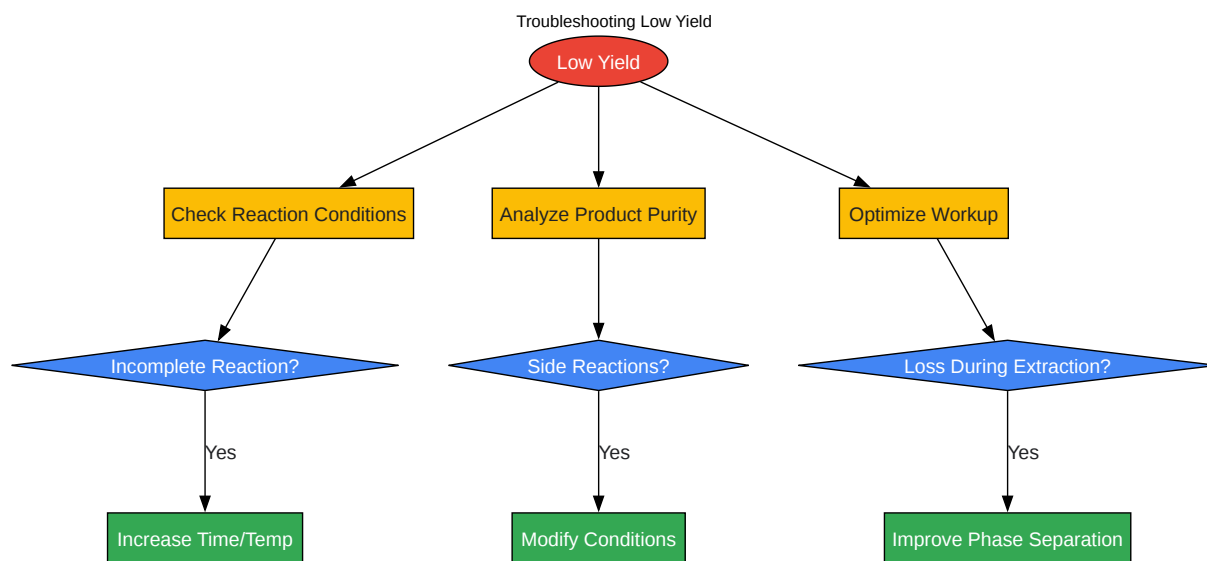 Troubleshooting Low Yield
Low Yield
Check Reaction Conditions
Analyze Product Purity
Optimize Workup
Incomplete Reaction?
Side Reactions?
Loss During Extraction?
Yes
Yes
Yes
Increase Time/Temp
Modify Conditions
Improve Phase Separation